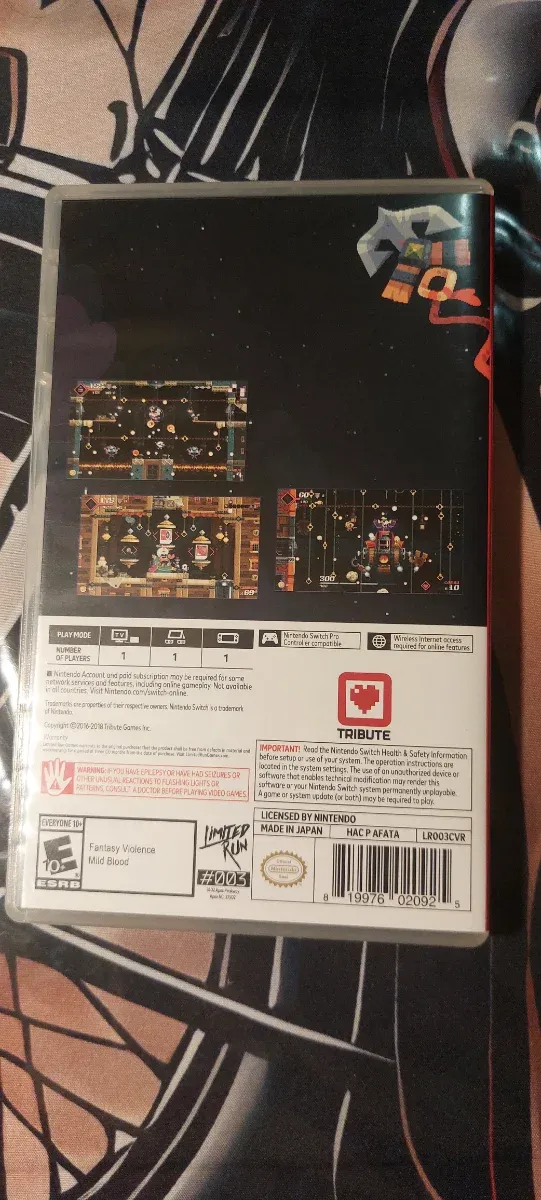 300
PLAY MODE
TV
NUMBER
OF PLAYERS
1
1
1
Nintendo Switch Pro
Controller compatible
Wireless Internet access
required for online features
■ Nintendo Account and paid subscription may be required for some
network services and features, including online gameplay. Not available
in all countries. Visit Nintendo.com/switch-online.
Trademarks are properties of their respective owners. Nintendo Switch is a trademark
of Nintendo.
Copyright ©2016-2018 Tribute Games Inc.
Warranty
TRIBUTE
WARNING: IF YOU HAVE EPILEPSY OR HAVE HAD SEIZURES OR
OTHER UNUSUAL REACTIONS TO FLASHING LIGHTS OR
PATTERNS, CONSULT A DOCTOR BEFORE PLAYING VIDEO GAMES.
IMPORTANT! Read the Nintendo Switch Health & Safety Information
before setup or use of your system. The operation instructions are
located in the system settings. The use of an unauthorized device or
software that enables technical modification may render this
software or your Nintendo Switch system permanently unplayable.
A game or system update (or both) may be required to play.
EVERYONE 10+
E
10+
®
ESRB
Fantasy Violence
Mild Blood
LIMITED
RUN
#003
LICENSED BY NINTENDO
MADE IN JAPAN
HAC P AFATA
LR003CVR
Official
Nintendo
Seal
8 19976 02092 5